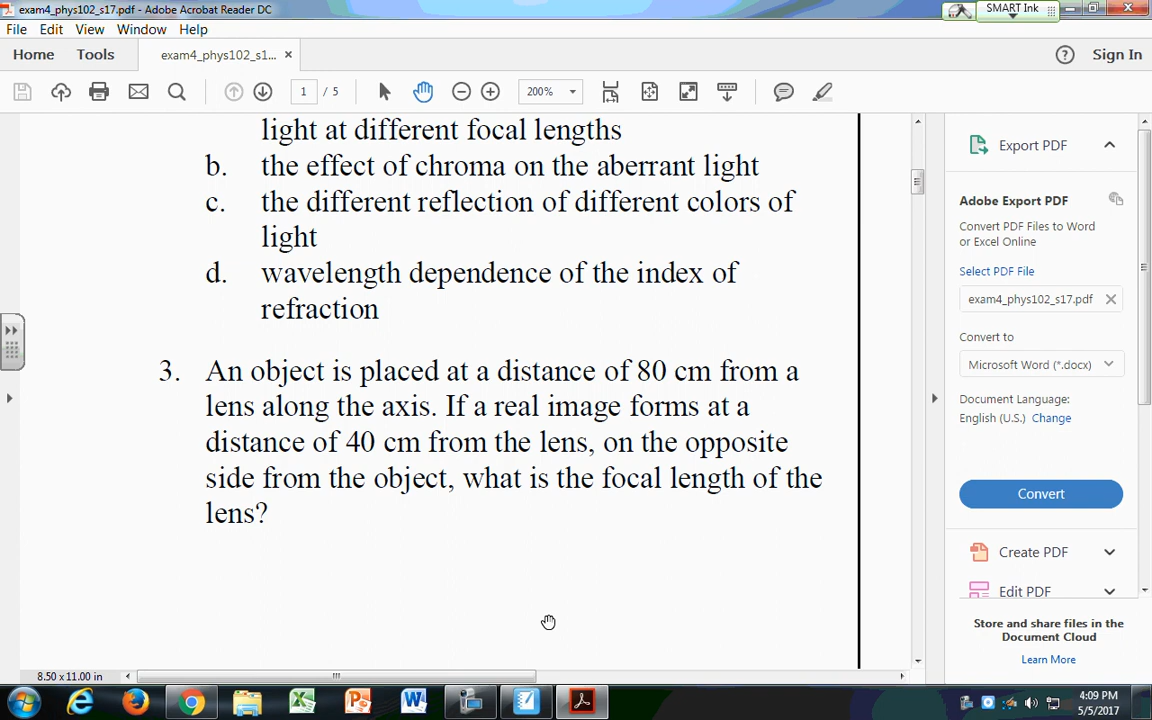 exam4_phys102_s17.pdf - Adobe Acrobat Reader DC
SMART Ink
File Edit View Window Help
Home Tools exam4_phys102_s1... × Sign In
1 / 5 200%
light at different focal lengths
b. the effect of chroma on the aberrant light
c. the different reflection of different colors of
light
d. wavelength dependence of the index of
refraction
3. An object is placed at a distance of 80 cm from a
lens along the axis. If a real image forms at a
distance of 40 cm from the lens, on the opposite
side from the object, what is the focal length of the
lens?
8.50 x 11.00 in
Export PDF
Adobe Export PDF
Convert PDF Files to Word
or Excel Online
Select PDF File
exam4_phys102_s17.pdf
Convert to
Microsoft Word (*.docx)
Document Language:
English (U.S.) Change
Convert
Create PDF
Edit PDF
Store and share files in the
Document Cloud
Learn More
4:09 PM
5/5/2017